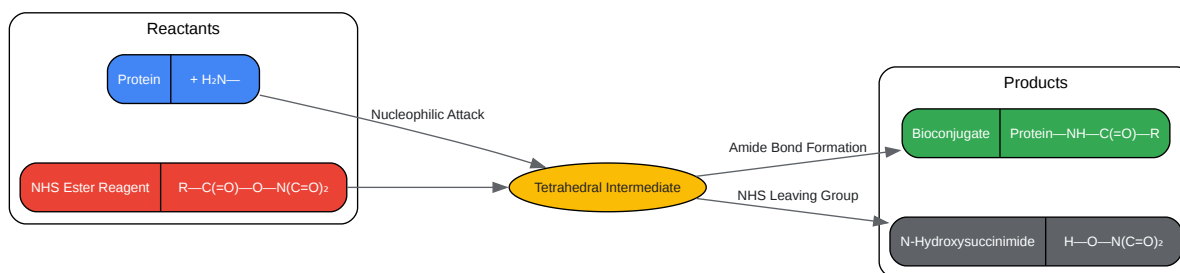 Reactants
Protein
+ H₂N—
Nucleophilic Attack
NHS Ester Reagent
R—C(=O)—O—N(C=O)₂
Tetrahedral Intermediate
Amide Bond Formation
NHS Leaving Group
Products
Bioconjugate
Protein—NH—C(=O)—R
N-Hydroxysuccinimide
H—O—N(C=O)₂